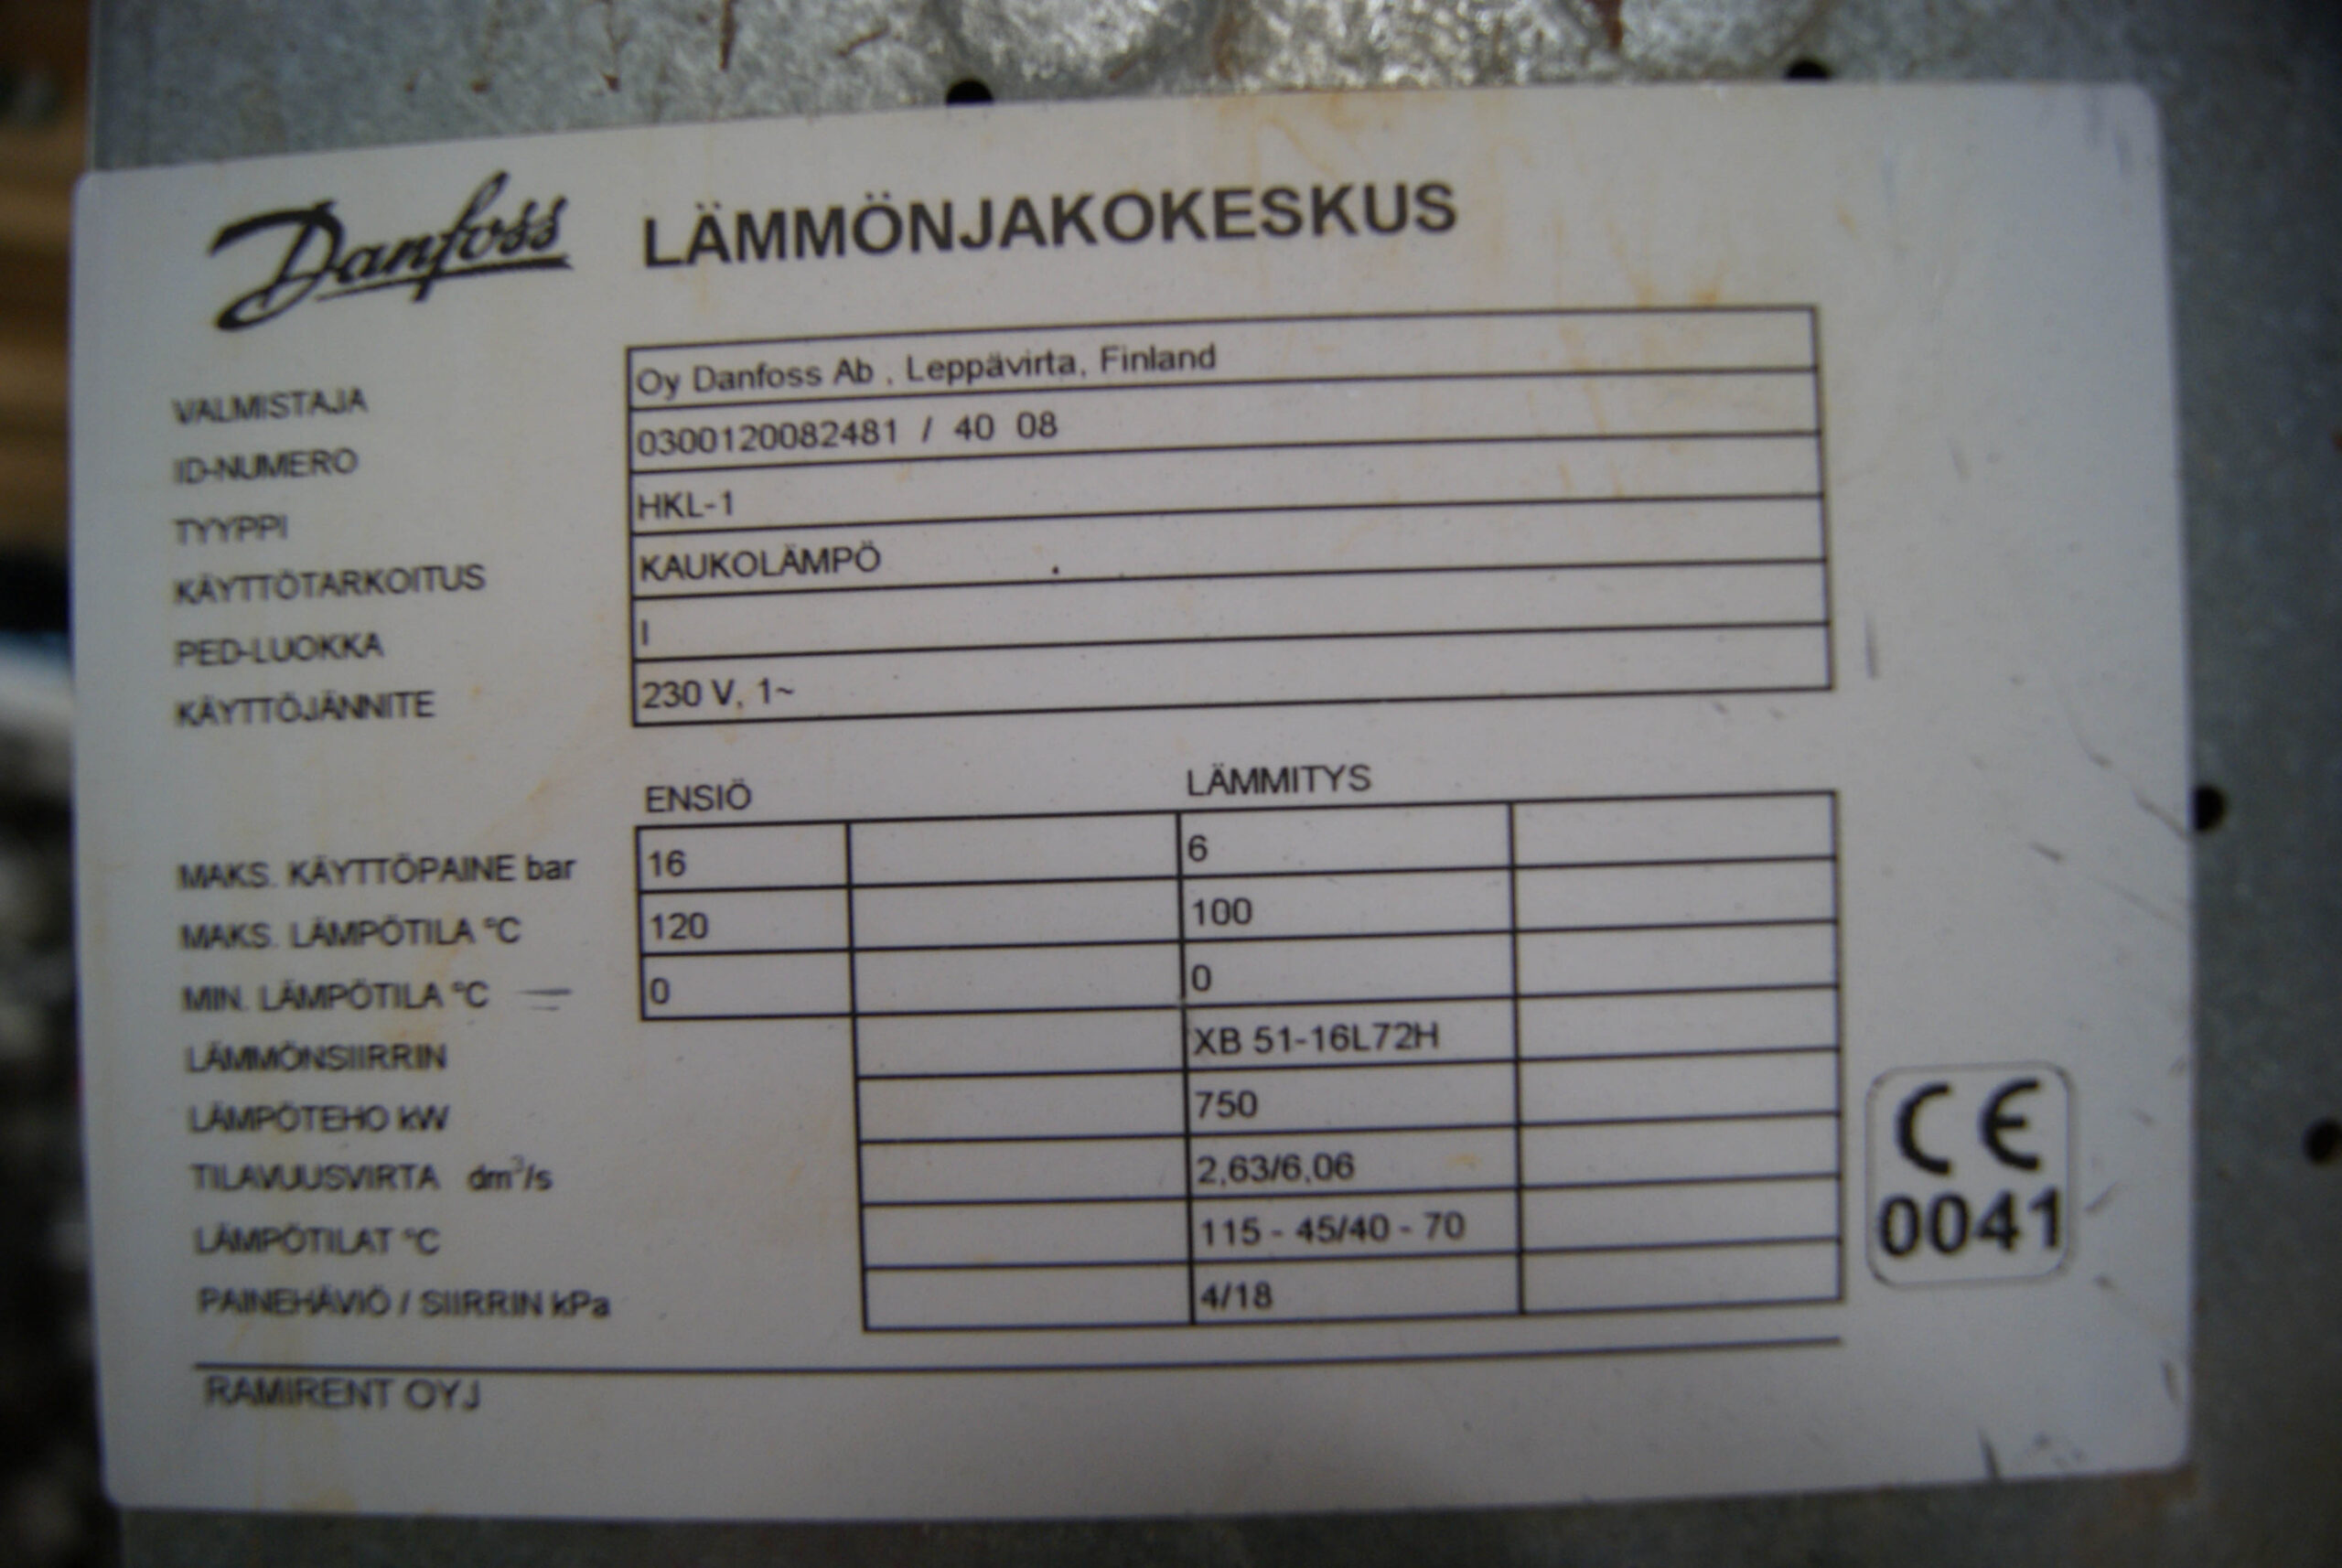 Danfoss LÄMMÖNJAKOKESKUS
VALMISTAJA Oy Danfoss Ab , Leppävirta, Finland
ID-NUMERO 0300120082481 / 40 08
TYYPPI HKL-1
KÄYTTÖTARKOITUS KAUKOLÄMPÖ
PED-LUOKKA I
KÄYTTÖJÄNNITE 230 V, 1~
ENSIÖ LÄMMITYS
MAKS. KÄYTTÖPAINE bar 16 6
MAKS. LÄMPÖTILA °C 120 100
MIN. LÄMPÖTILA °C 0 0
LÄMMÖNSIIRRIN XB 51-16L72H
LÄMPÖTEHO kW 750
TILAVUUSVIRTA dm³/s 2,63/6,06
LÄMPÖTILAT °C 115 - 45/40 - 70
PAINEHÄVIÖ / SIIRRIN kPa 4/18
CE
0041
RAMIRENT OYJ